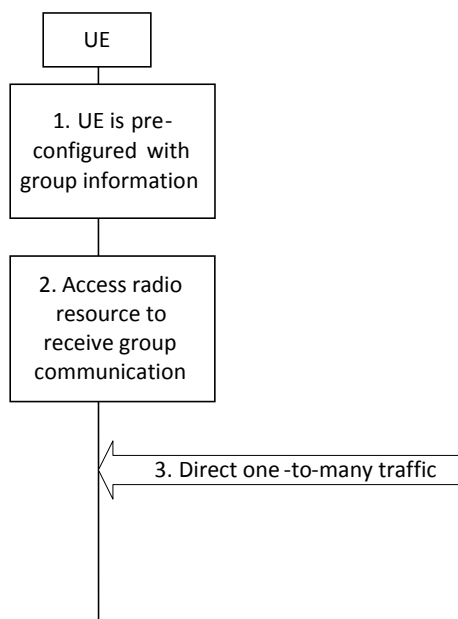 UE
1. UE is pre-
configured with
group information
2. Access radio
resource to
receive group
communication
3. Direct one -to-many traffic